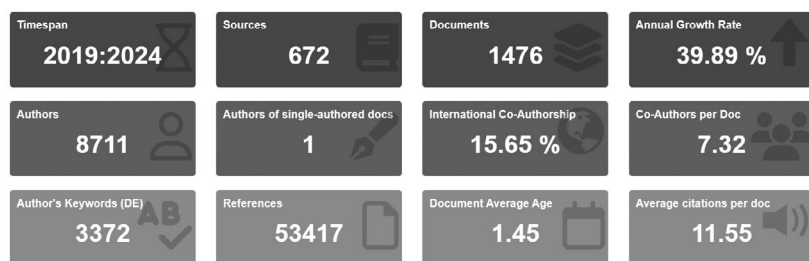 Timespan
2019:2024
Sources
672
Documents
1476
Annual Growth Rate
39.89 %
Authors
8711
Authors of single-authored docs
1
International Co-Authorship
15.65 %
Co-Authors per Doc
7.32
Author's Keywords (DE)
AB
3372
References
53417
Document Average Age
1.45
Average citations per doc
11.55